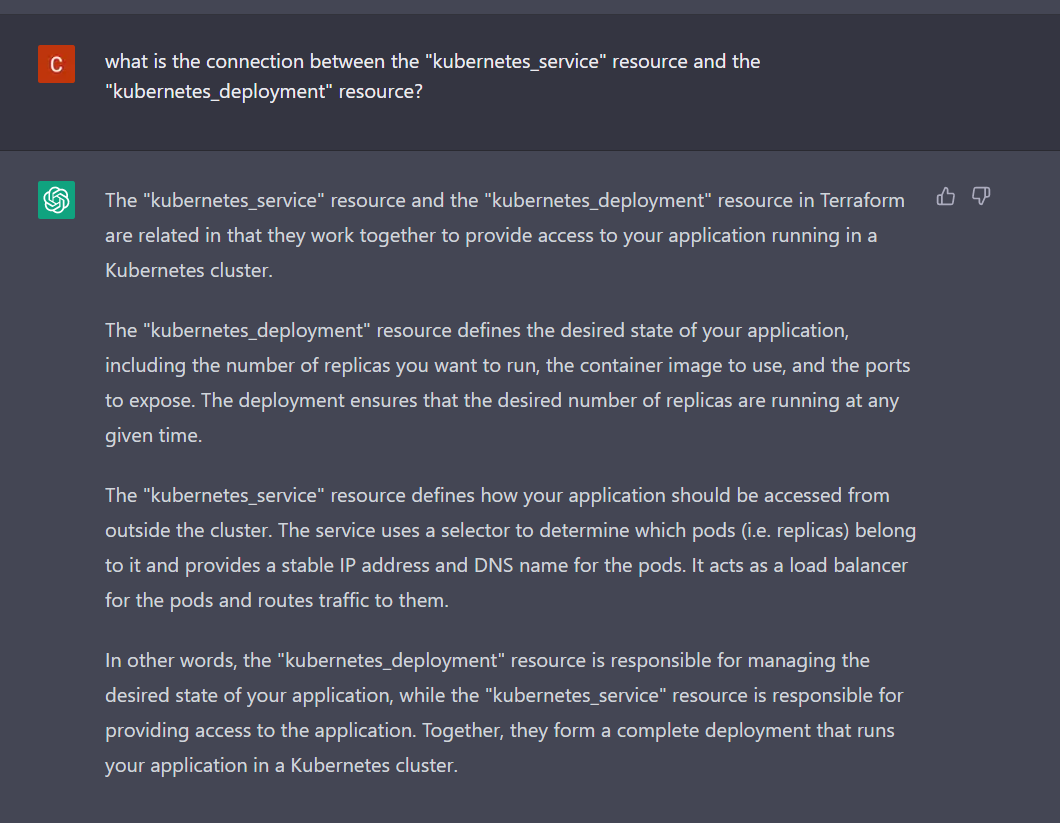 C
what is the connection between the "kubernetes_service" resource and the
"kubernetes_deployment" resource?
The "kubernetes_service" resource and the "kubernetes_deployment" resource in Terraform
are related in that they work together to provide access to your application running in a
Kubernetes cluster.
The "kubernetes_deployment" resource defines the desired state of your application,
including the number of replicas you want to run, the container image to use, and the ports
to expose. The deployment ensures that the desired number of replicas are running at any
given time.
The "kubernetes_service" resource defines how your application should be accessed from
outside the cluster. The service uses a selector to determine which pods (i.e. replicas) belong
to it and provides a stable IP address and DNS name for the pods. It acts as a load balancer
for the pods and routes traffic to them.
In other words, the "kubernetes_deployment" resource is responsible for managing the
desired state of your application, while the "kubernetes_service" resource is responsible for
providing access to the application. Together, they form a complete deployment that runs
your application in a Kubernetes cluster.